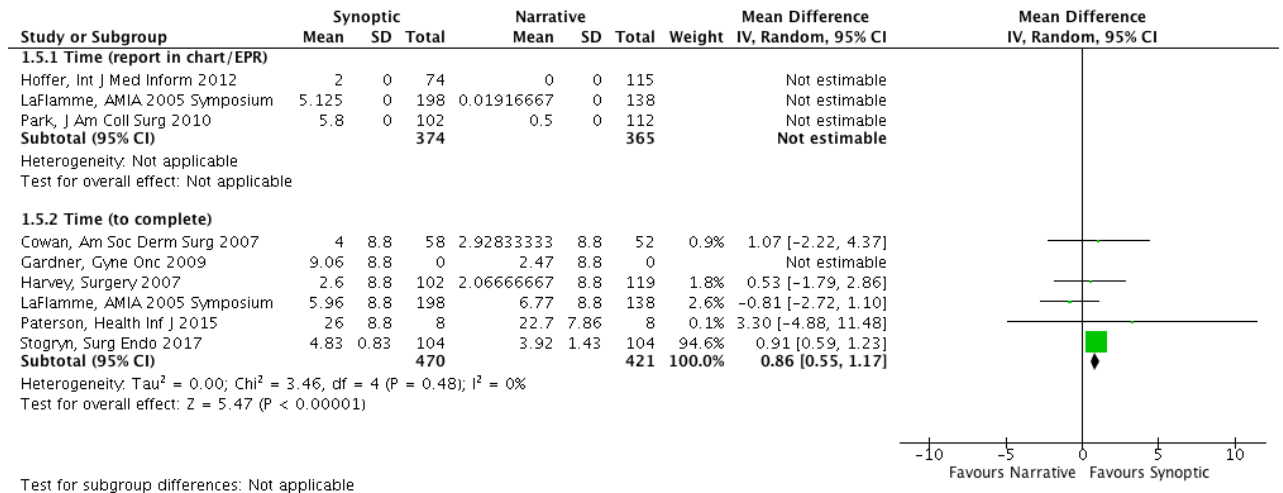 Synoptic Narrative Mean Difference Mean Difference
Study or Subgroup Mean SD Total Mean SD Total Weight IV, Random, 95% CI IV, Random, 95% CI
1.5.1 Time (report in chart/EPR)
Hoffer, Int J Med Inform 2012 2 0 74 0 0 115 Not estimable
LaFlamme, AMIA 2005 Symposium 5.125 0 198 0.01916667 0 138 Not estimable
Park, J Am Coll Surg 2010 5.8 0 102 0.5 0 112 Not estimable
Subtotal (95% CI) 374 365 Not estimable
Heterogeneity: Not applicable
Test for overall effect: Not applicable
1.5.2 Time (to complete)
Cowan, Am Soc Derm Surg 2007 4 8.8 58 2.92833333 8.8 52 0.9% 1.07 [-2.22, 4.37]
Gardner, Gyne Onc 2009 9.06 8.8 0 2.47 8.8 0 Not estimable
Harvey, Surgery 2007 2.6 8.8 102 2.06666667 8.8 119 1.8% 0.53 [-1.79, 2.86]
LaFlamme, AMIA 2005 Symposium 5.96 8.8 198 6.77 8.8 138 2.6% -0.81 [-2.72, 1.10]
Paterson, Health Inf J 2015 26 8.8 8 22.7 7.86 8 0.1% 3.30 [-4.88, 11.48]
Stogryn, Surg Endo 2017 4.83 0.83 104 3.92 1.43 104 94.6% 0.91 [0.59, 1.23]
Subtotal (95% CI) 470 421 100.0% 0.86 [0.55, 1.17]
Heterogeneity: Tau² = 0.00; Chi² = 3.46, df = 4 (P = 0.48); I² = 0%
Test for overall effect: Z = 5.47 (P < 0.00001)
-10 -5 0 5 10
Favours Narrative Favours Synoptic
Test for subgroup differences: Not applicable